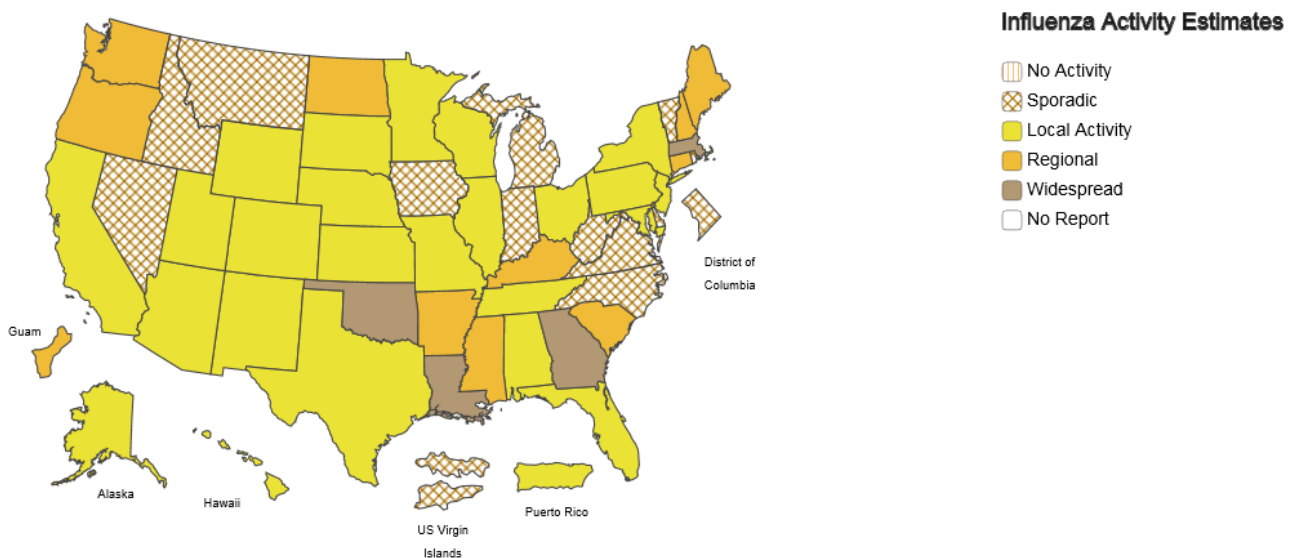 Influenza Activity Estimates
No Activity
Sporadic
Local Activity
Regional
Widespread
No Report
District of
Columbia
Guam
Alaska
Hawaii
US Virgin
Islands
Puerto Rico